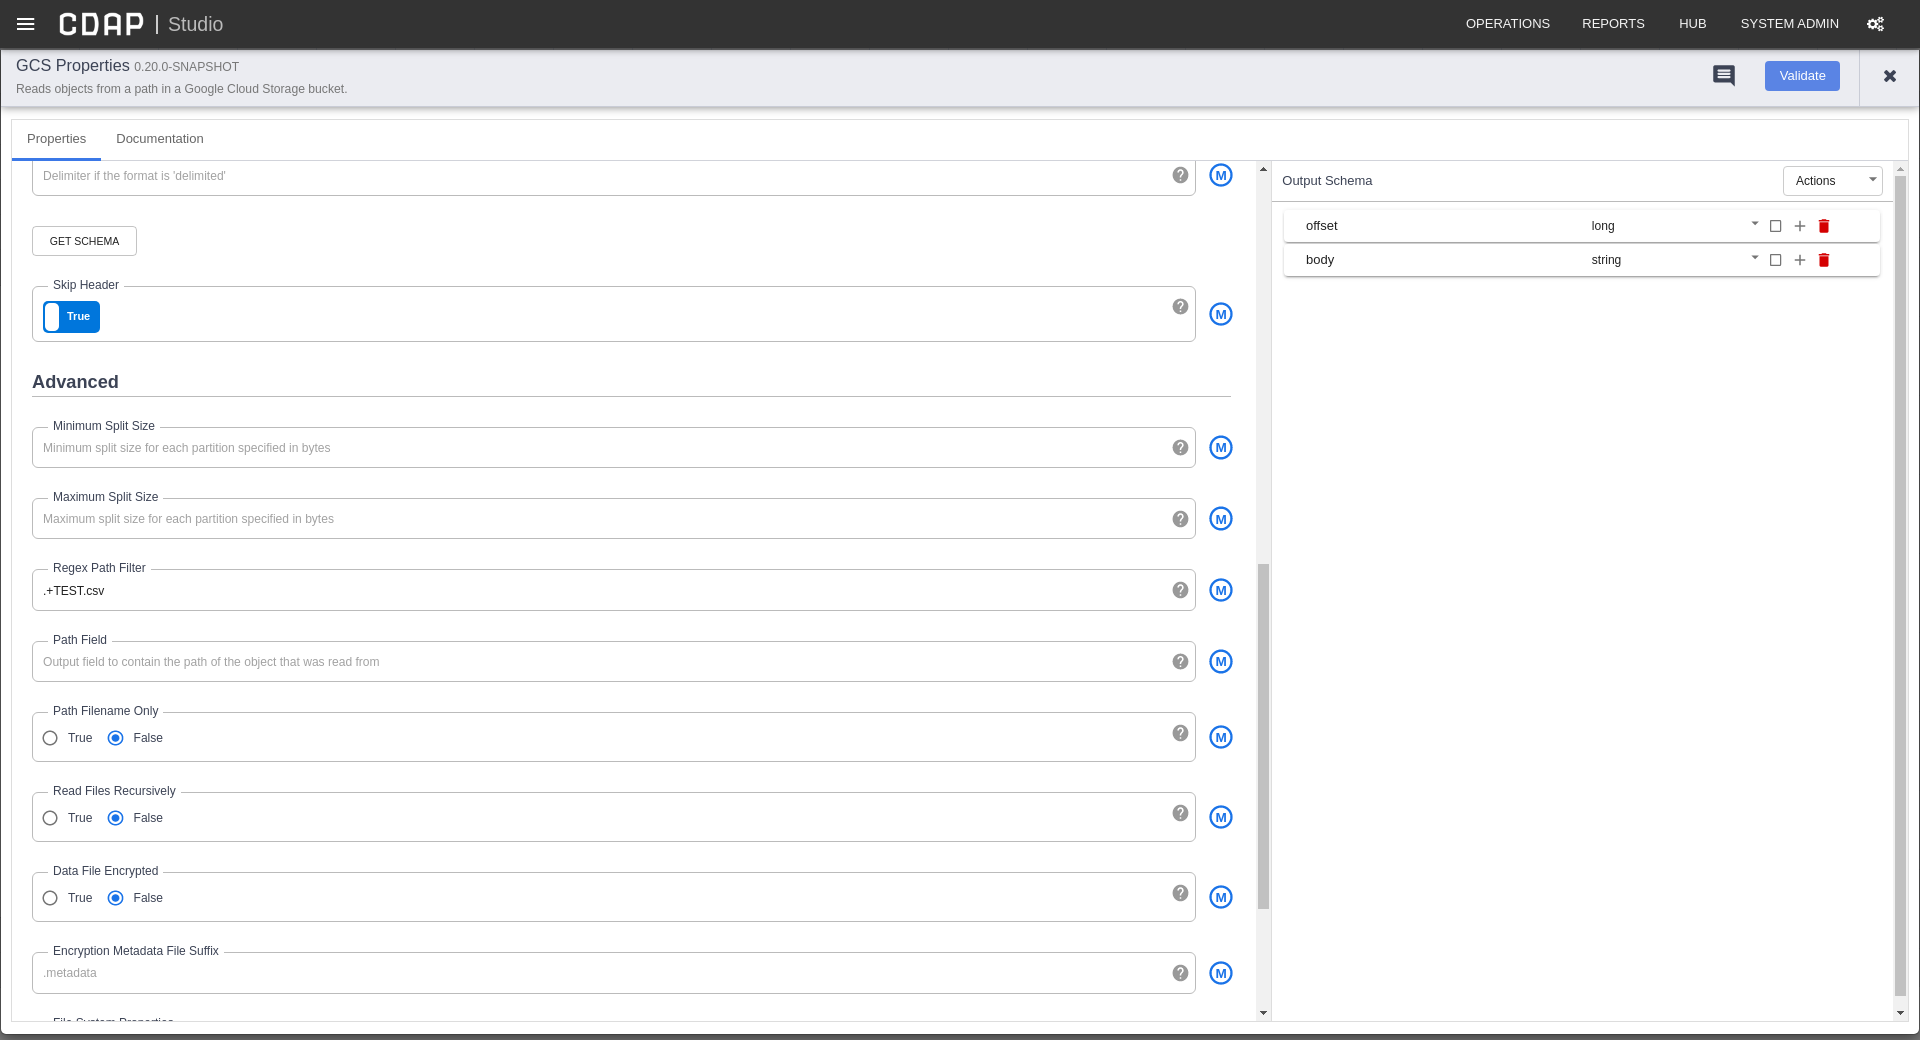 CDAP | Studio
OPERATIONS REPORTS HUB SYSTEM ADMIN
GCS Properties 0.20.0-SNAPSHOT
Reads objects from a path in a Google Cloud Storage bucket.
Validate
Properties Documentation
Delimiter if the format is 'delimited'
M
GET SCHEMA
Skip Header
True
M
Advanced
Minimum Split Size
Minimum split size for each partition specified in bytes
M
Maximum Split Size
Maximum split size for each partition specified in bytes
M
Regex Path Filter
.+TEST.csv
M
Path Field
Output field to contain the path of the object that was read from
M
Path Filename Only
True False
M
Read Files Recursively
True False
M
Data File Encrypted
True False
M
Encryption Metadata File Suffix
.metadata
M
File System Properties
Output Schema
Actions
offset long
body string